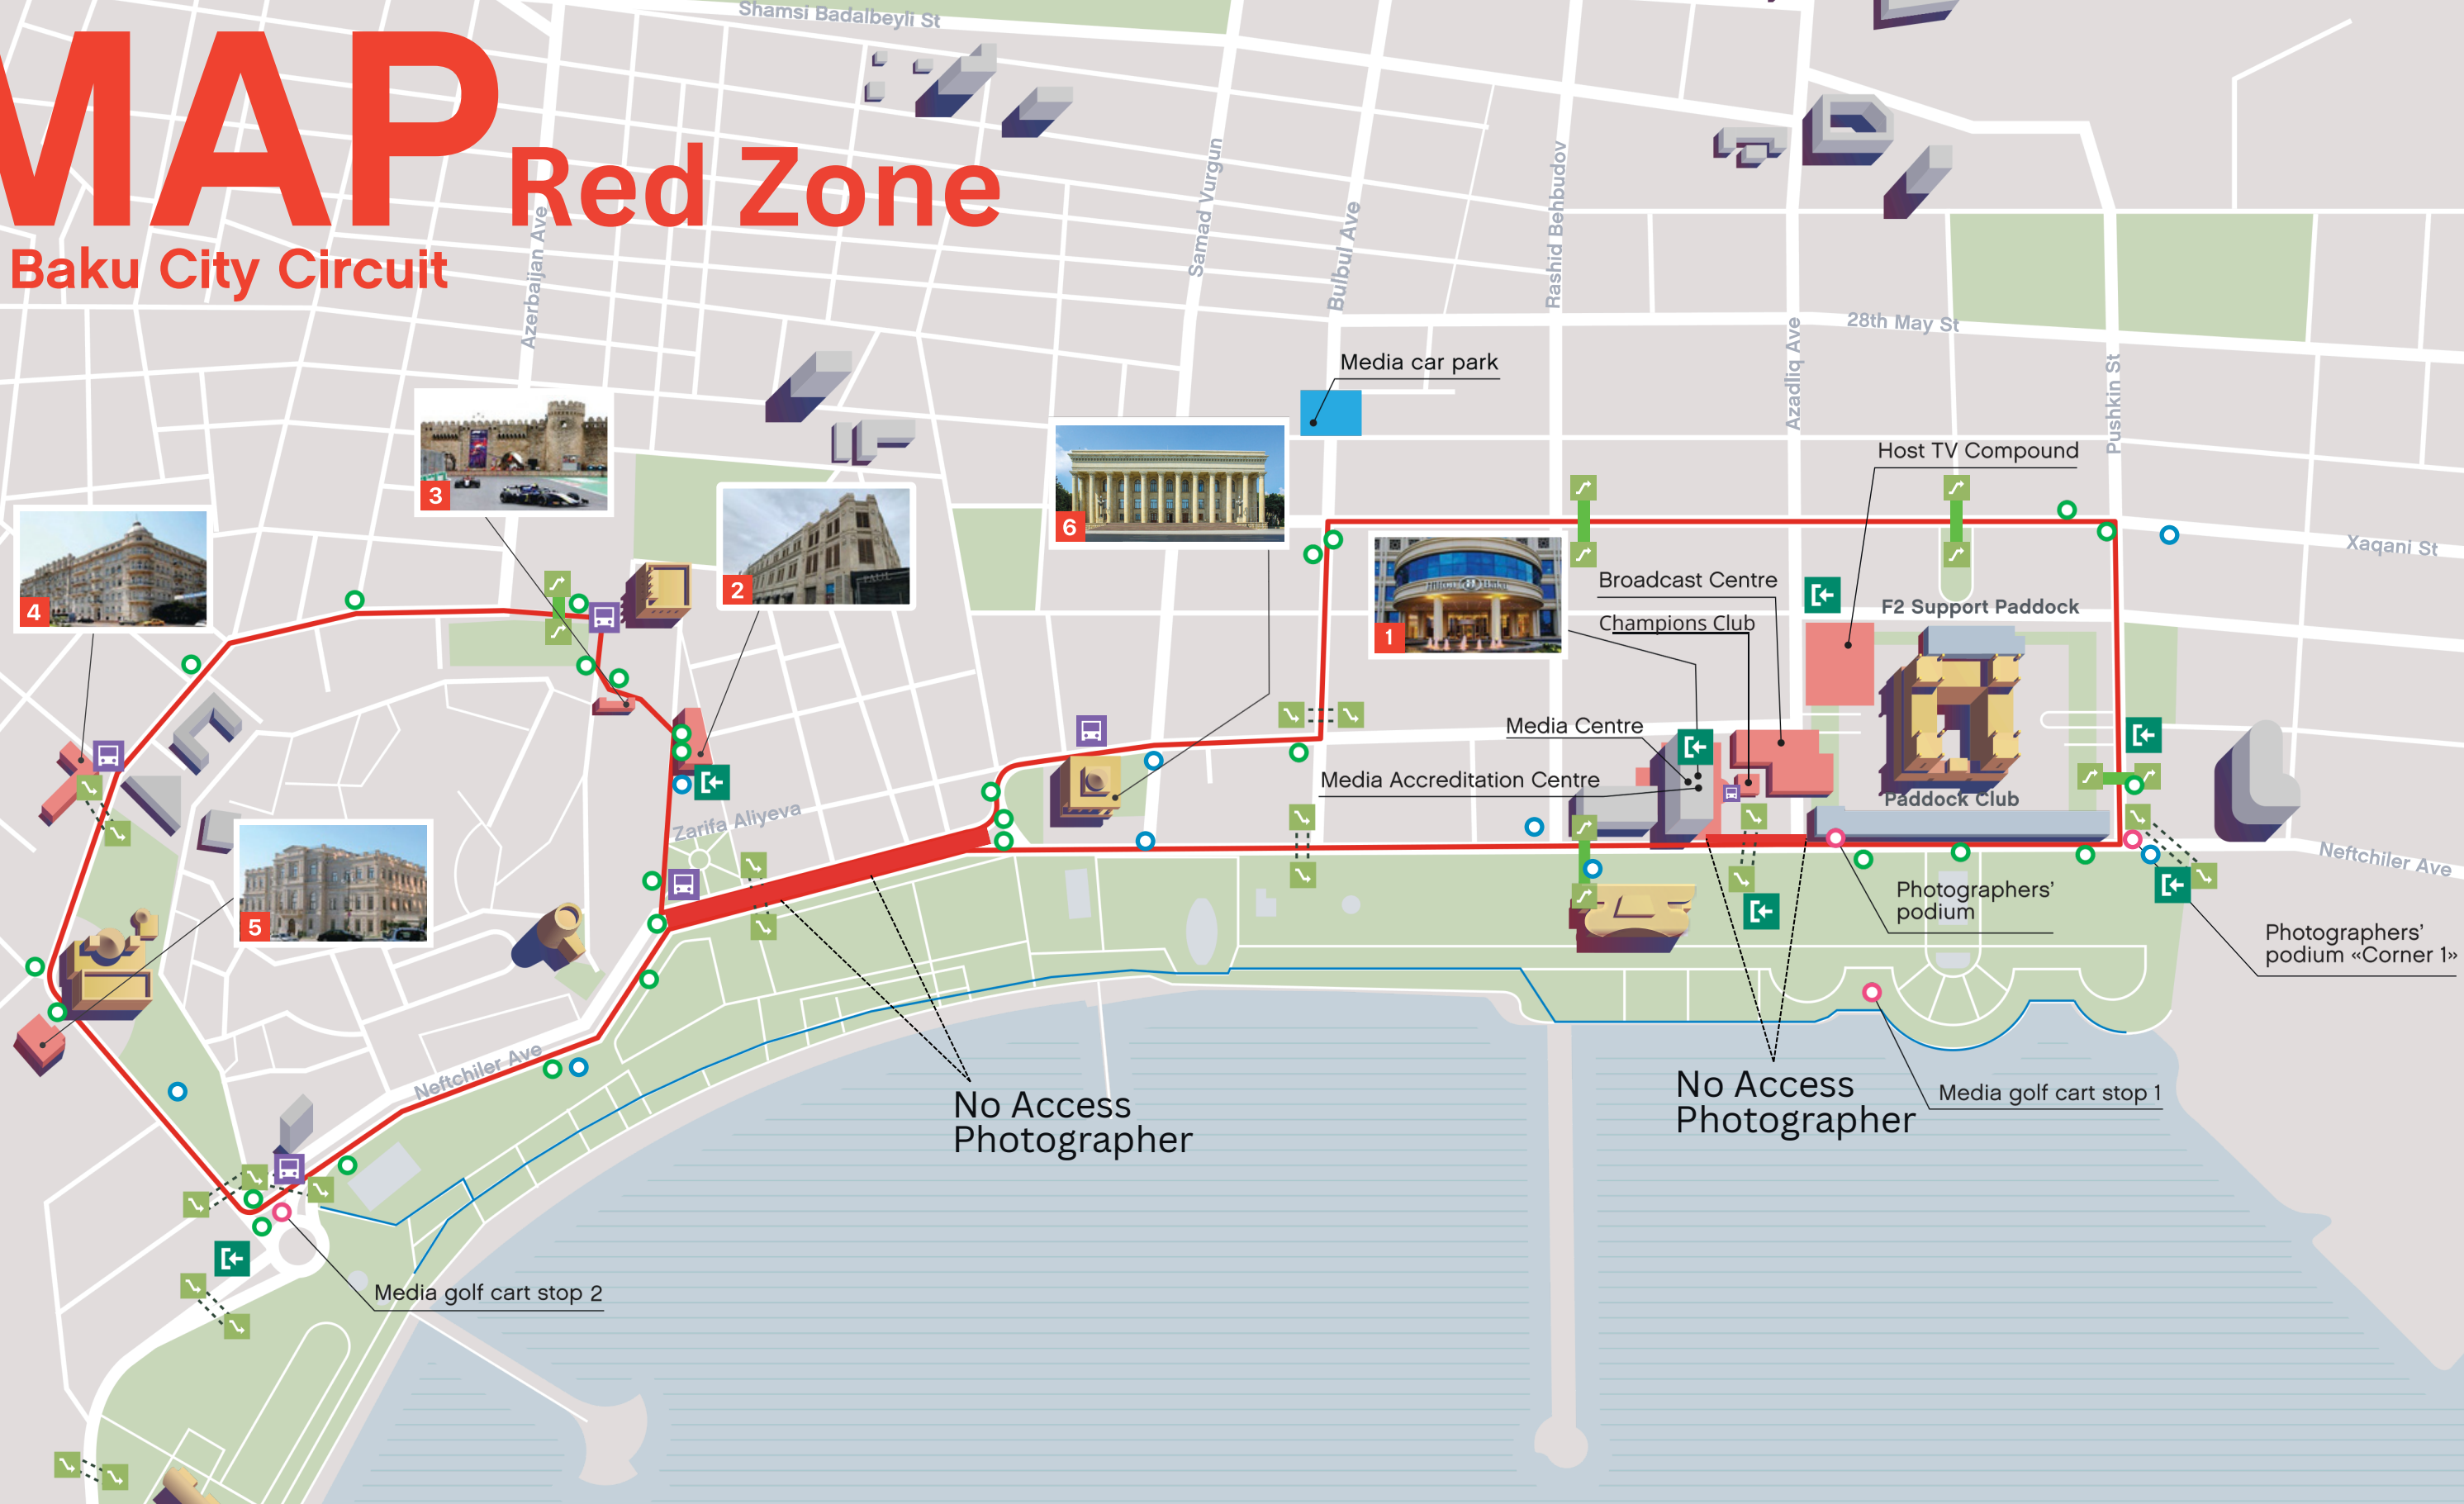 MAP Red Zone
Baku City Circuit
Shamsi Badalbeyli St
Azerbaijan Ave
Samad Vurgun
Bulbul Ave
Rashid Behbudov
Azadliq Ave
28th May St
Pushkin St
Xaqani St
Media car park
Host TV Compound
3
2
6
4
1
5
Broadcast Centre
Champions Club
F2 Support Paddock
Media Centre
Media Accreditation Centre
Paddock Club
Zarifa Aliyeva
Neftchiler Ave
Photographers'
podium
Photographers'
podium «Corner 1»
Neftchiler Ave
No Access
Photographer
No Access
Photographer
Media golf cart stop 1
Media golf cart stop 2